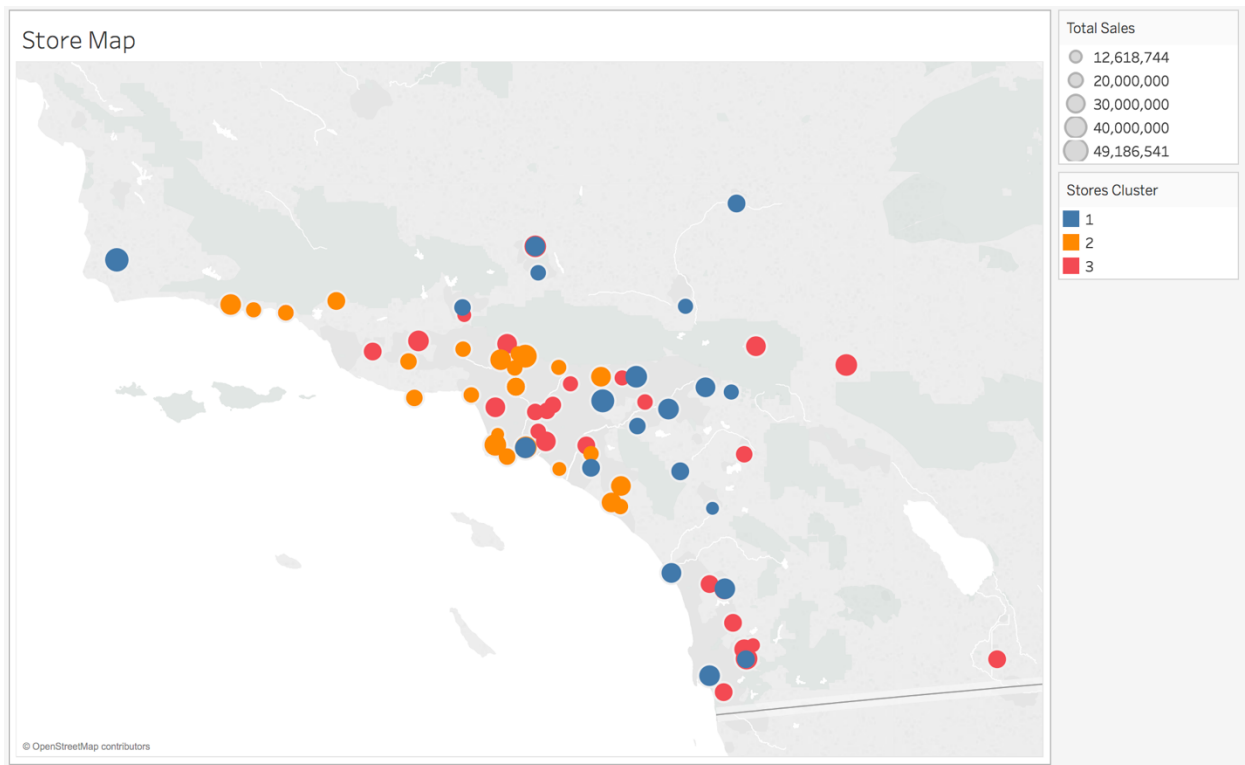 Store Map
Total Sales
12,618,744
20,000,000
30,000,000
40,000,000
49,186,541
Stores Cluster
1
2
3
© OpenStreetMap contributors